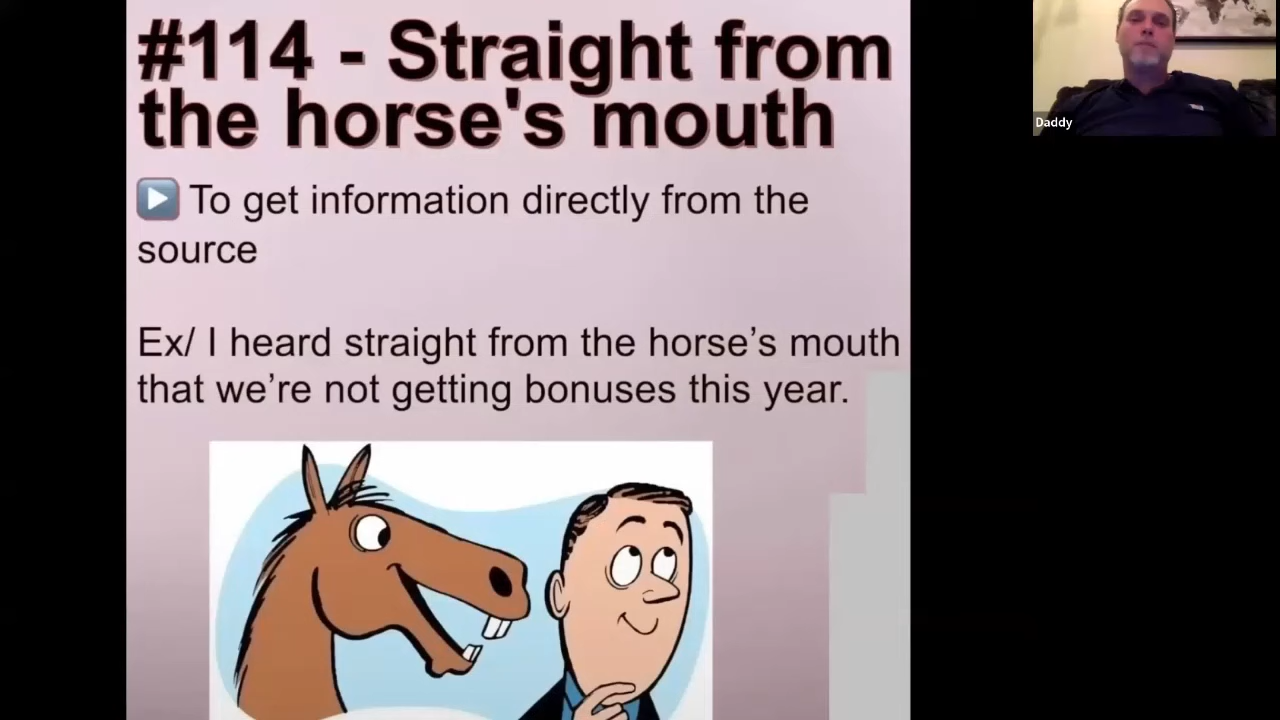 #114 - Straight from
the horse's mouth
▶ To get information directly from the
source
Ex/ I heard straight from the horse’s mouth
that we’re not getting bonuses this year.
Daddy